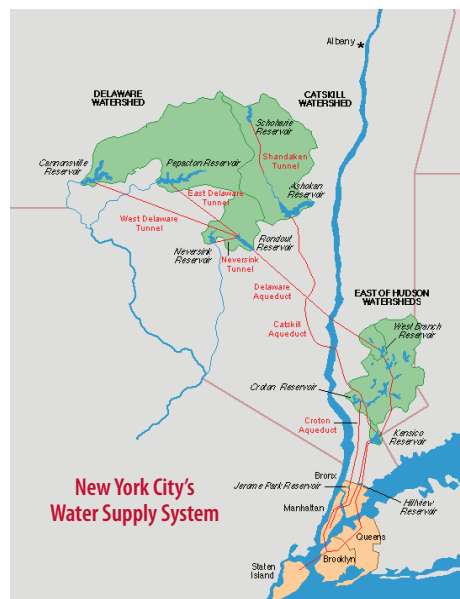 Albany
DELAWARE
WATERSHED
CATSKILL
WATERSHED
Schoharie
Reservoir
Shandaken
Tunnel
Cannonsville
Reservoir
Pepacton Reservoir
Ashokan
Reservoir
East Delaware
Tunnel
West Delaware
Tunnel
Neversink
Reservoir
Rondout
Reservoir
Neversink
Tunnel
Delaware
Aqueduct
EAST OF HUDSON
WATERSHEDS
Catskill
Aqueduct
West Branch
Reservoir
Croton Reservoir
Croton
Aqueduct
Kensico
Reservoir
Bronx
Jerome Park Reservoir
Hillview
Reservoir
Manhattan
New York City's
Water Supply System
Queens
Brooklyn
Staten
Island